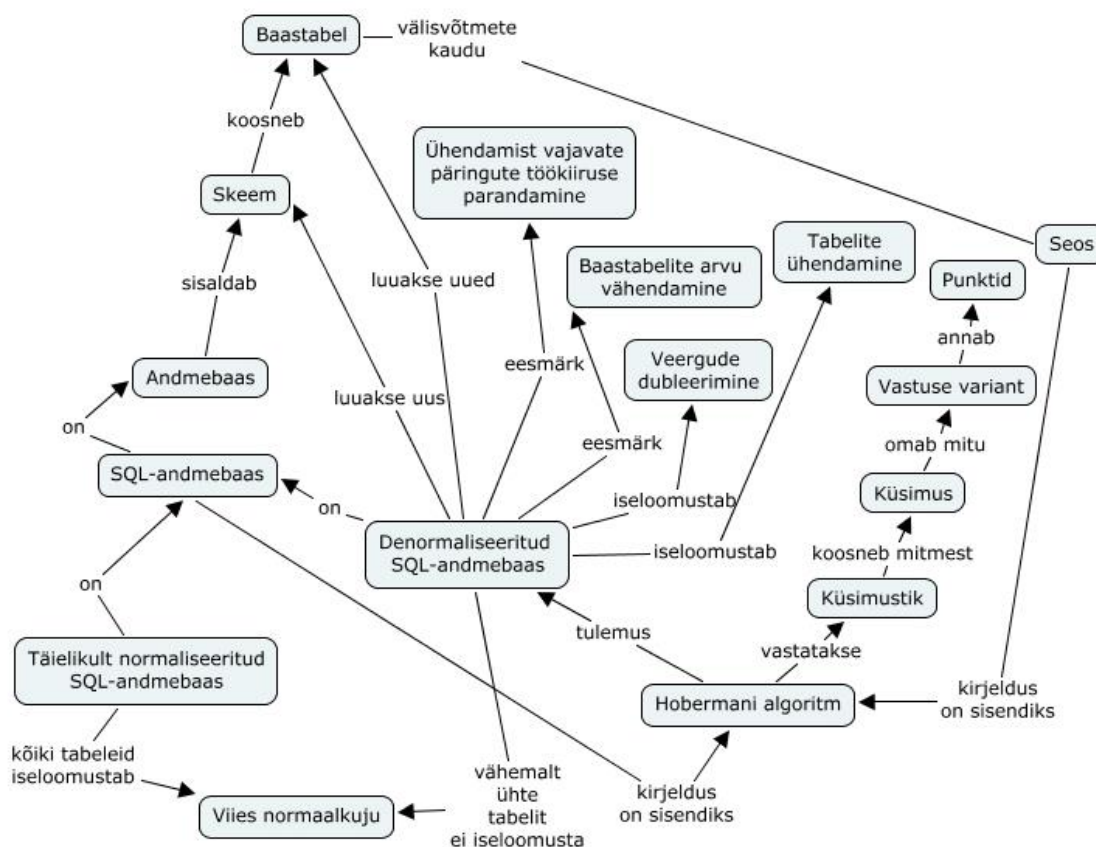 Baastabel
välisvõtmete
kaudu
koosneb
Ühendamist vajavate
päringute töökiiruse
parandamine
Skeem
Tabelite
ühendamine
Seos
sisaldab
luuakse uued
Baastabelite arvu
vähendamine
Punktid
annab
Andmebaas
luuakse uus
eesmärk
Veergude
dubleerimine
Vastuse variant
on
eesmärk
omab mitu
SQL-andmebaas
on
iseloomustab
Küsimus
Denormaliseeritud
SQL-andmebaas
iseloomustab
koosneb mitmest
on
Küsimustik
tulemus
vastatakse
Täielikult normaliseeritud
SQL-andmebaas
Hobermani algoritm
kirjeldus
on sisendiks
kõiki tabeleid
iseloomustab
vähemalt
ühte
tabelit
ei iseloomusta
kirjeldus
on sisendiks
Viies normaalkuju